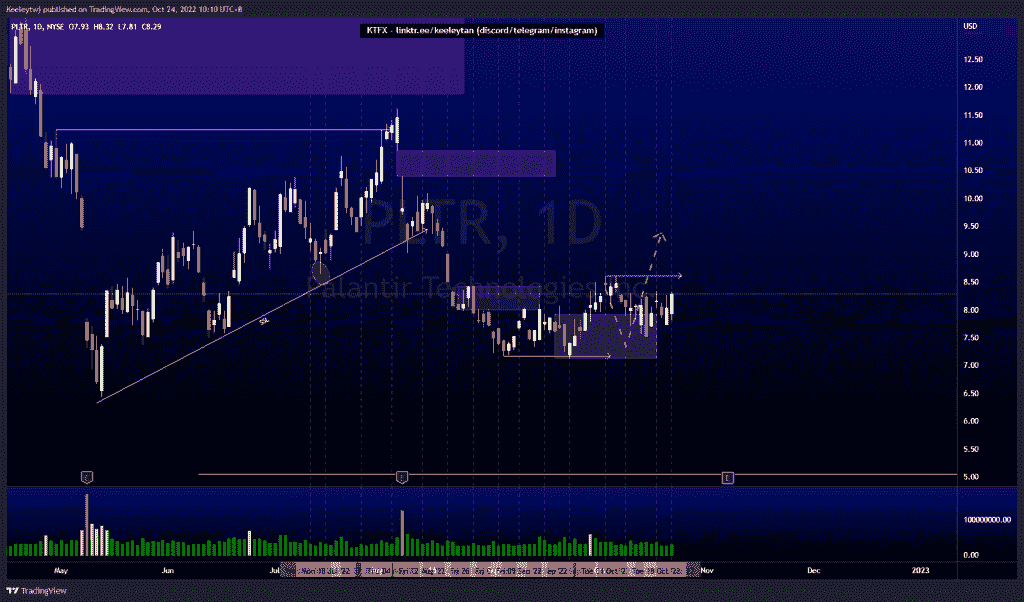 Keeleytwj published on TradingView.com, Oct 24, 2022 10:10 UTC+8
PLTR, 1D, NYSE O7.93 H8.32 L7.81 C8.29
KTFX - linktr.ee/keeleytan (discord/telegram/instagram)
USD
12.50
12.00
11.50
11.00
10.50
10.00
PLTR, 1D
9.50
9.00
8.50
Palantir Technologies Inc
8.00
7.50
7.00
6.50
6.00
5.50
5.00
E E E
100000000.00
0.00
May Jun Jul Nov Dec 2023
TradingView